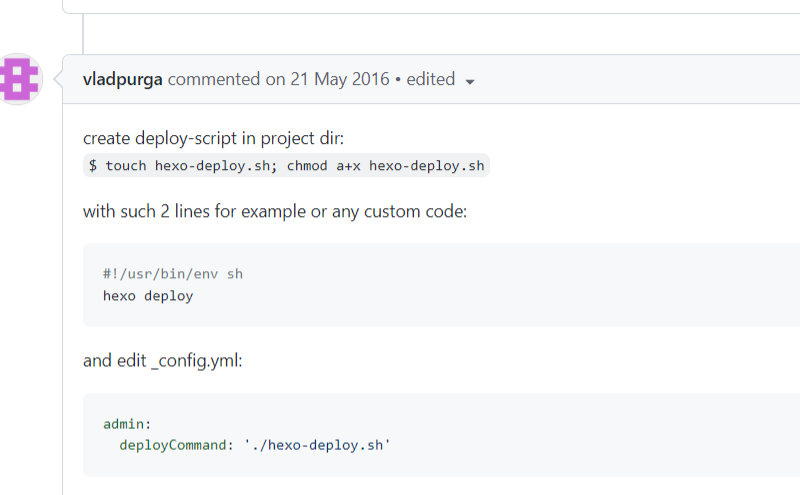 vladpurga commented on 21 May 2016 • edited
create deploy-script in project dir:
$ touch hexo-deploy.sh; chmod a+x hexo-deploy.sh
with such 2 lines for example or any custom code:
#!/usr/bin/env sh
hexo deploy
and edit _config.yml:
admin:
  deployCommand: './hexo-deploy.sh'